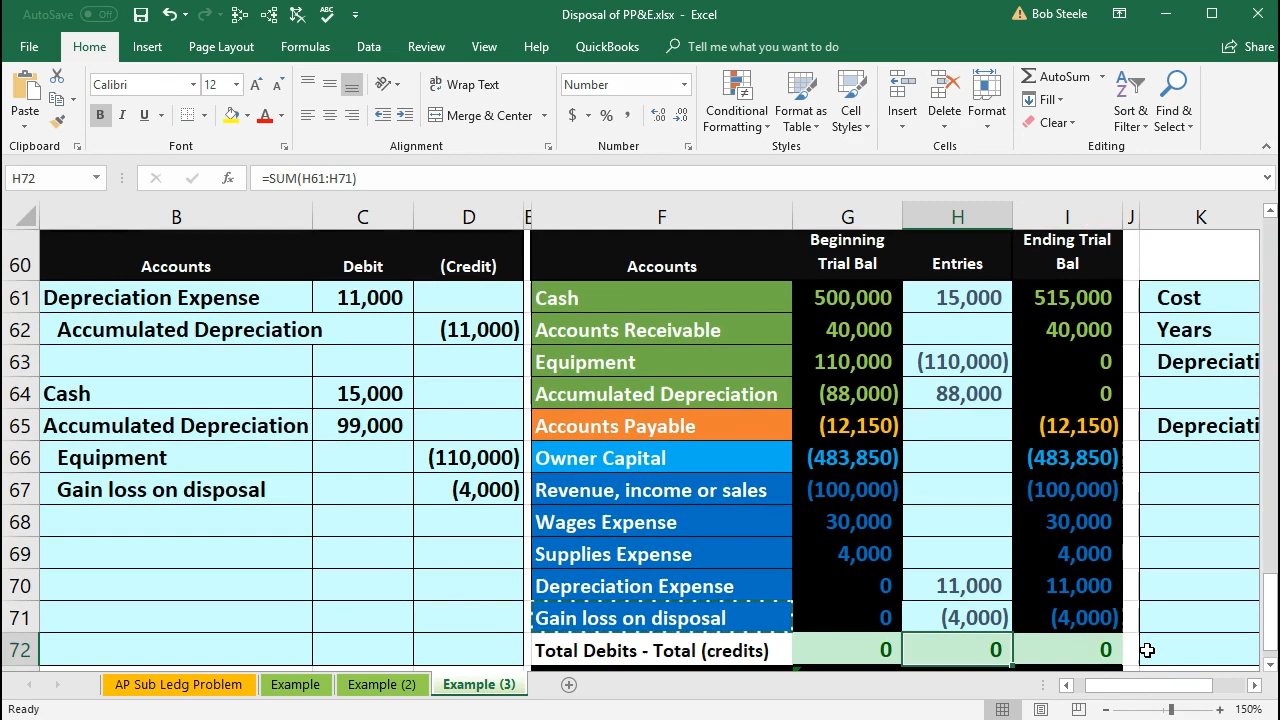 AutoSave Off Disposal of PP&E.xlsx - Excel Bob Steele
File Home Insert Page Layout Formulas Data Review View Help QuickBooks Tell me what you want to do Share
Paste Calibri 12 A A ab Wrap Text Number Conditional Formatting Format as Table Cell Styles Insert Delete Format AutoSum Fill Clear Sort & Filter Find & Select
B I U A Merge & Center $ % ,
Clipboard Font Alignment Number Styles Cells Editing
H72 fx =SUM(H61:H71)
B C D E F G H I J K
60 Accounts Debit (Credit) Accounts Beginning Trial Bal Entries Ending Trial Bal
61 Depreciation Expense 11,000 Cash 500,000 15,000 515,000 Cost
62 Accumulated Depreciation (11,000) Accounts Receivable 40,000 40,000 Years
63 Equipment 110,000 (110,000) 0 Depreciati
64 Cash 15,000 Accumulated Depreciation (88,000) 88,000 0
65 Accumulated Depreciation 99,000 Accounts Payable (12,150) (12,150) Depreciati
66 Equipment (110,000) Owner Capital (483,850) (483,850)
67 Gain loss on disposal (4,000) Revenue, income or sales (100,000) (100,000)
68 Wages Expense 30,000 30,000
69 Supplies Expense 4,000 4,000
70 Depreciation Expense 0 11,000 11,000
71 Gain loss on disposal 0 (4,000) (4,000)
72 Total Debits - Total (credits) 0 0 0
AP Sub Ledg Problem Example Example (2) Example (3)
Ready 150%